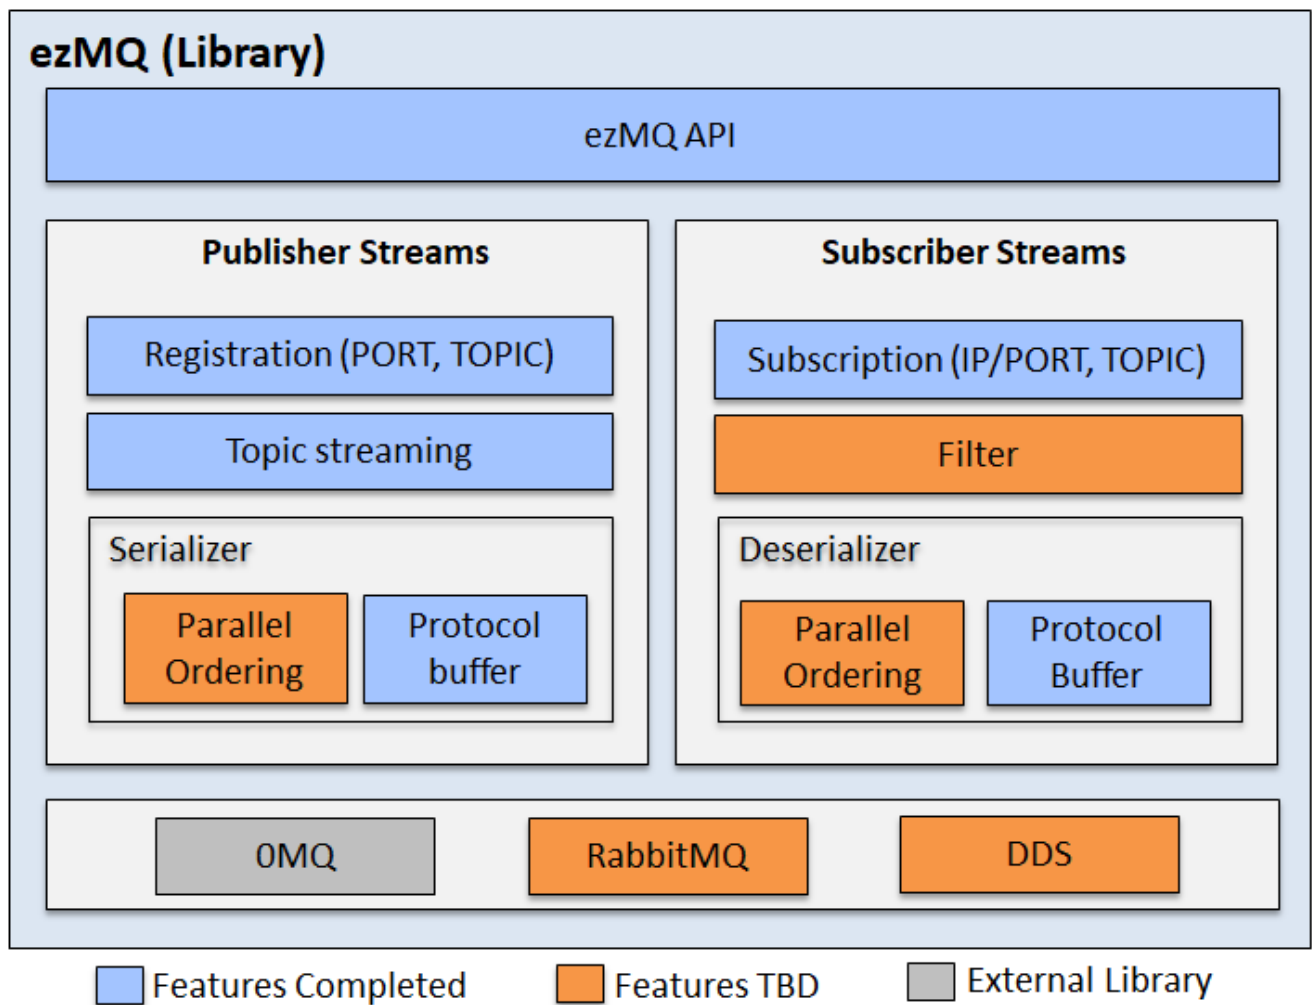 ezMQ (Library)
ezMQ API
Publisher Streams
Registration (PORT, TOPIC)
Topic streaming
Serializer
Parallel
Ordering
Protocol
buffer
Subscriber Streams
Subscription (IP/PORT, TOPIC)
Filter
Deserializer
Parallel
Ordering
Protocol
Buffer
0MQ
RabbitMQ
DDS
Features Completed
Features TBD
External Library